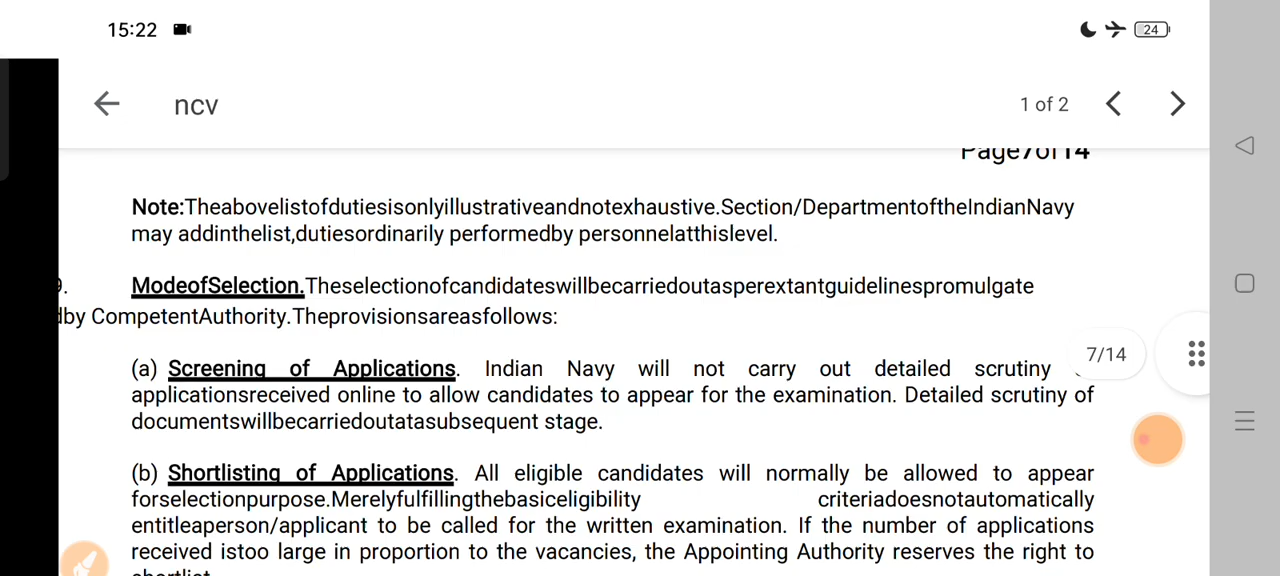 15:22
24
ncv
1 of 2
Page7of14
Note:Theabovelistofdutiesisonlyillustrativeandnotexhaustive.Section/DepartmentoftheIndianNavy
may addinthelist,dutiesordinarily performedby personnelatthislevel.
9. ModeofSelection.Theselectionofcandidateswillbecarriedoutasperextantguidelinespromulgate
dby CompetentAuthority.Theprovisionsareasfollows:
7/14
(a) Screening of Applications. Indian Navy will not carry out detailed scrutiny
applicationsreceived online to allow candidates to appear for the examination. Detailed scrutiny of
documentswillbecarriedoutatasubsequent stage.
(b) Shortlisting of Applications. All eligible candidates will normally be allowed to appear
forselectionpurpose.Merelyfulfillingthebasiceligibility criteriadoesnotautomatically
entitleaperson/applicant to be called for the written examination. If the number of applications
received istoo large in proportion to the vacancies, the Appointing Authority reserves the right to
shortlist